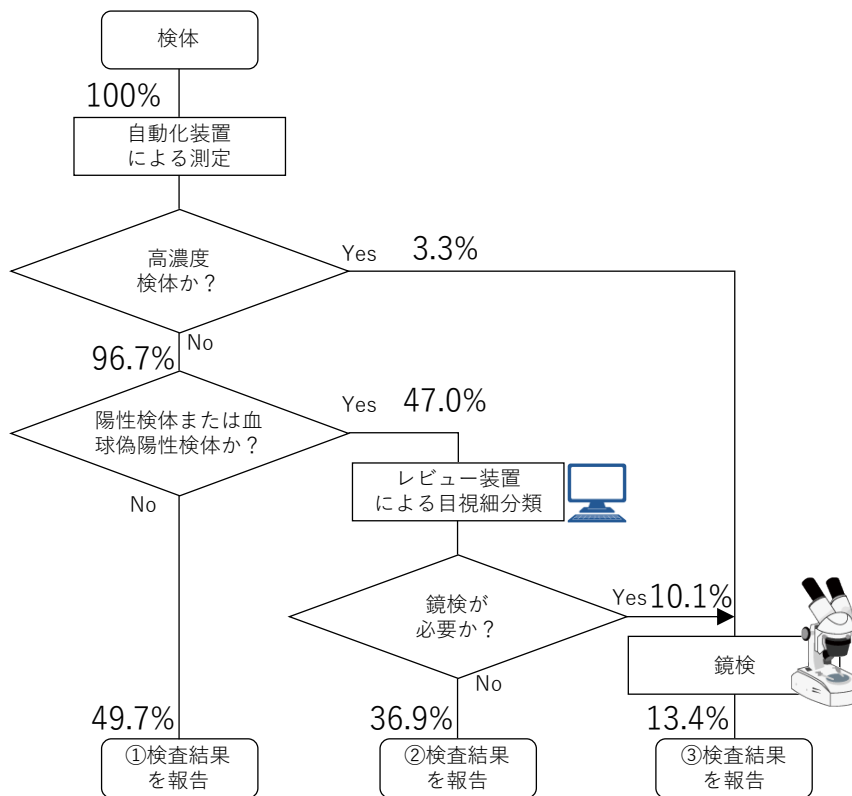 検体
100%
自動化装置
による測定
高濃度
検体か？
Yes 3.3%
No
96.7%
陽性検体または血
球偽陽性検体か？
Yes 47.0%
No
レビュー装置
による目視細分類
鏡検が
必要か？
Yes 10.1%
No
鏡検
49.7%
36.9%
13.4%
①検査結果
を報告
②検査結果
を報告
③検査結果
を報告